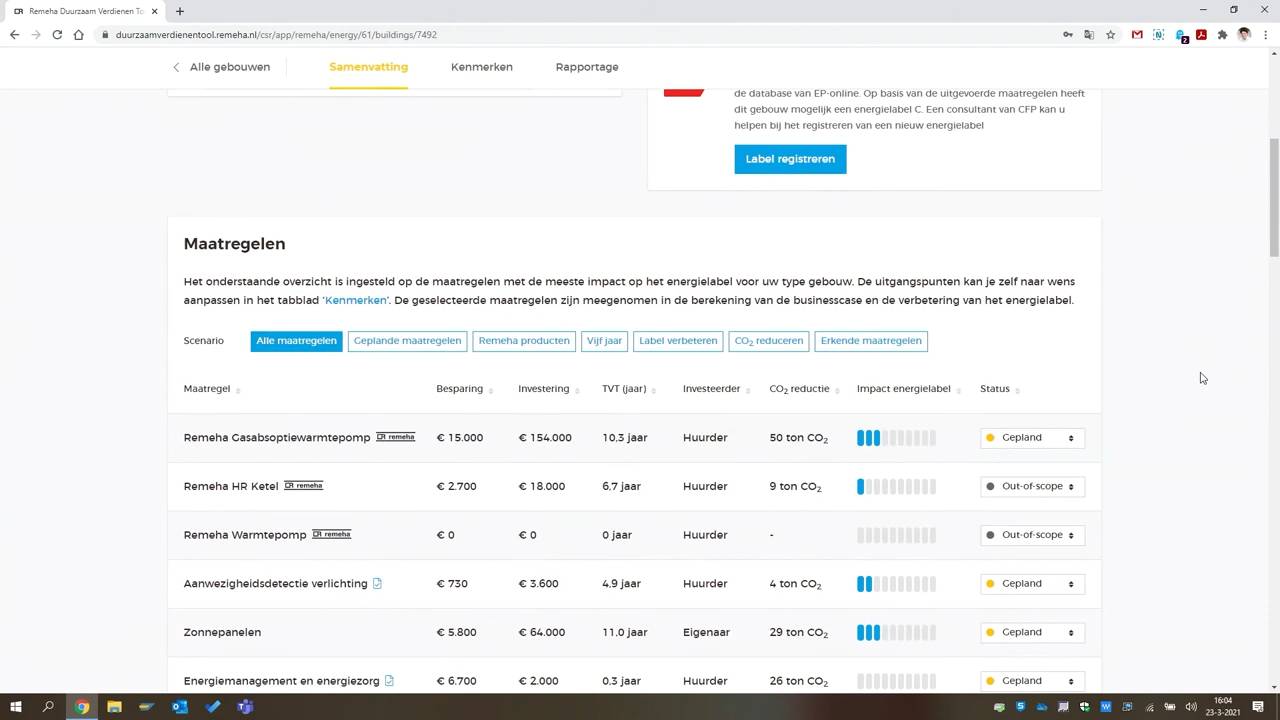 Remeha Duurzaam Verdienen To
duurzaamverdienentool.remeha.nl/csr/app/remeha/energy/61/buildings/7492
2
Alle gebouwen Samenvatting Kenmerken Rapportage
de database van EP-online. Op basis van de uitgevoerde maatregelen heeft
dit gebouw mogelijk een energielabel C. Een consultant van CFP kan u
helpen bij het registreren van een nieuw energielabel
Label registreren
Maatregelen
Het onderstaande overzicht is ingesteld op de maatregelen met de meeste impact op het energielabel voor uw type gebouw. De uitgangspunten kan je zelf naar wens
aanpassen in het tabblad 'Kenmerken'. De geselecteerde maatregelen zijn meegenomen in de berekening van de businesscase en de verbetering van het energielabel.
Scenario Alle maatregelen Geplande maatregelen Remeha producten Vijf jaar Label verbeteren CO₂ reduceren Erkende maatregelen
Maatregel Besparing Investering TVT (jaar) Investeerder CO₂ reductie Impact energielabel Status
Remeha Gasabsoptiewarmtepomp remeha € 15.000 € 154.000 10,3 jaar Huurder 50 ton CO₂ Gepland
Remeha HR Ketel remeha € 2.700 € 18.000 6,7 jaar Huurder 9 ton CO₂ Out-of-scope
Remeha Warmtepomp remeha € 0 € 0 0 jaar Huurder - Out-of-scope
Aanwezigheidsdetectie verlichting € 730 € 3.600 4,9 jaar Huurder 4 ton CO₂ Gepland
Zonnepanelen € 5.800 € 64.000 11,0 jaar Eigenaar 29 ton CO₂ Gepland
Energiemanagement en energiezorg € 6.700 € 2.000 0,3 jaar Huurder 26 ton CO₂ Gepland
16:04
23-3-2021